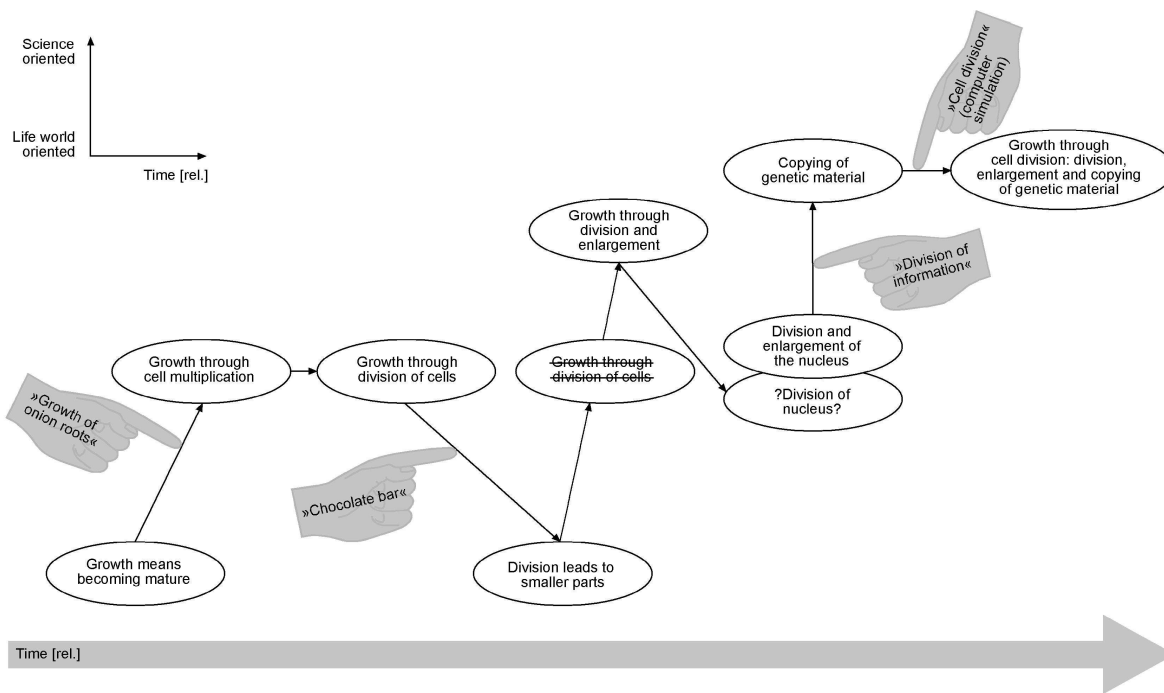 Science
oriented
Life world
oriented
Time [rel.]
»Cell division«
(computer
simulation)
Copying of
genetic material
Growth through
cell division: division,
enlargement and copying
of genetic material
Growth through
division and
enlargement
»Division of
information«
Division and
enlargement of
the nucleus
?Division of
nucleus?
Growth through
cell multiplication
Growth through
division of cells
Growth through
division of cells
»Growth of
onion roots«
»Chocolate bar«
Growth means
becoming mature
Division leads to
smaller parts
Time [rel.]